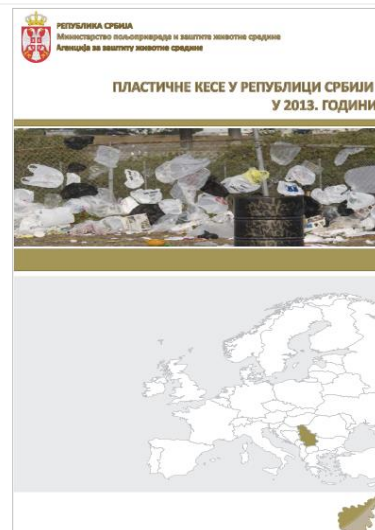 РЕПУБЛИКА СРБИЈА
Министарство пољопривреде и заштите животне средине
Агенција за заштиту животне средине
ПЛАСТИЧНЕ КЕСЕ У РЕПУБЛИЦИ СРБИЈИ
У 2013. ГОДИНИ